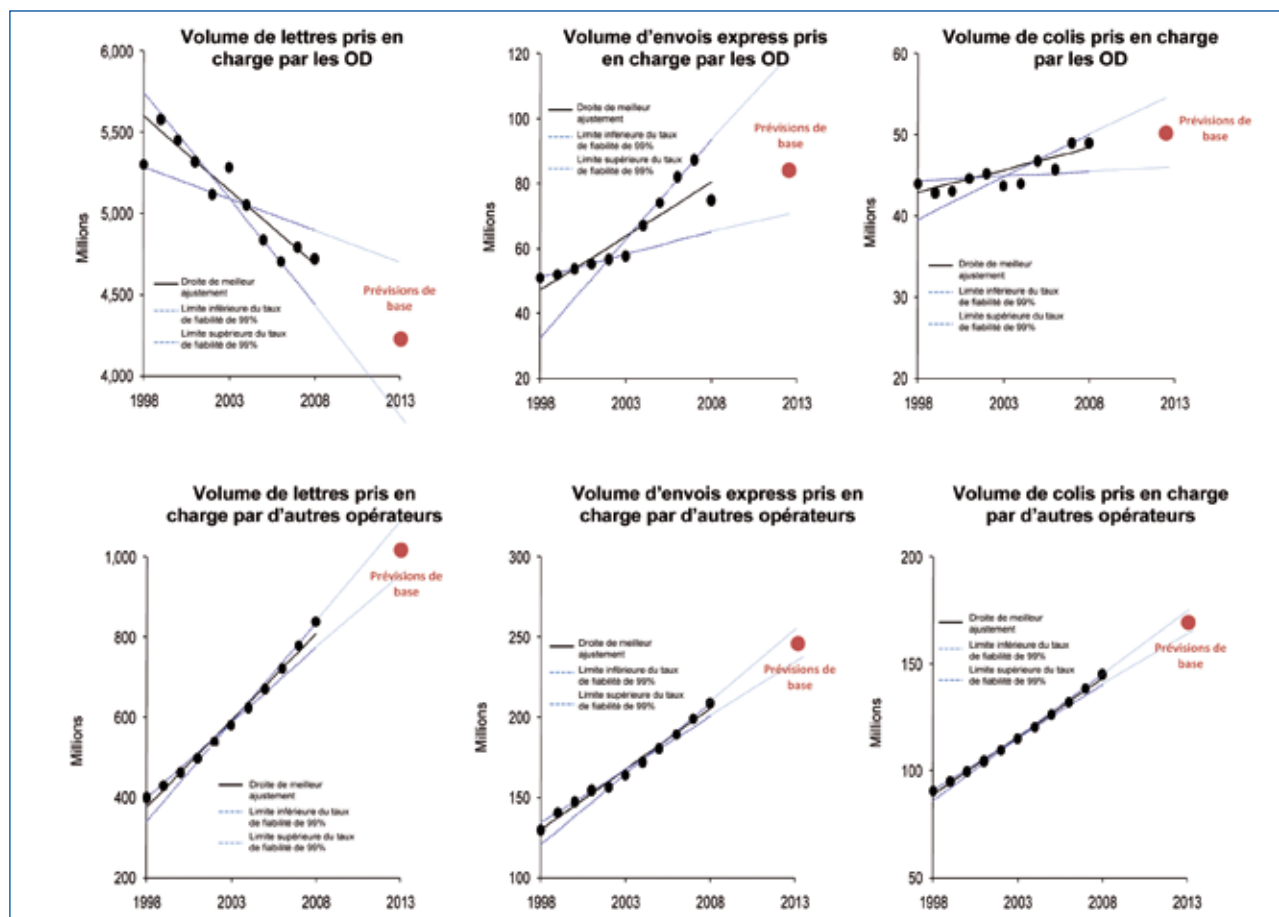 Volume de lettres pris en
charge par les OD
6,000
5,500
5,000
4,500
4,000
Millions
Droite de meilleur
ajustement
Limite inférieure du taux
de fiabilité de 99%
Limite supérieure du taux
de fiabilité de 99%
Prévisions de
base
1998
2003
2008
2013
Volume d'envois express pris
en charge par les OD
120
100
80
60
40
20
Millions
Droite de meilleur
ajustement
Limite inférieure du taux
de fiabilité de 99%
Limite supérieure du taux
de fiabilité de 99%
Prévisions de
base
1998
2003
2008
2013
Volume de colis pris en charge
par les OD
60
50
40
30
20
Millions
Prévisions de
base
Droite de meilleur
ajustement
Limite inférieure du taux
de fiabilité de 99%
Limite supérieure du taux
de fiabilité de 99%
1998
2003
2008
2013
Volume de lettres pris en
charge par d'autres opérateurs
1,000
800
600
400
200
Millions
Prévisions de
base
Droite de meilleur
ajustement
Limite inférieure du taux
de fiabilité de 99%
Limite supérieure du taux
de fiabilité de 99%
1998
2003
2008
2013
Volume d'envois express pris en
charge par d'autres opérateurs
300
250
200
150
100
Millions
Droite de meilleur
ajustement
Limite inférieure du taux
de fiabilité de 99%
Limite supérieure du taux
de fiabilité de 99%
Prévisions de
base
1998
2003
2008
2013
Volume de colis pris en charge
par d'autres opérateurs
200
150
100
50
Millions
Droite de meilleur
ajustement
Limite inférieure du taux
de fiabilité de 99%
Limite supérieure du taux
de fiabilité de 99%
Prévisions de
base
1998
2003
2008
2013